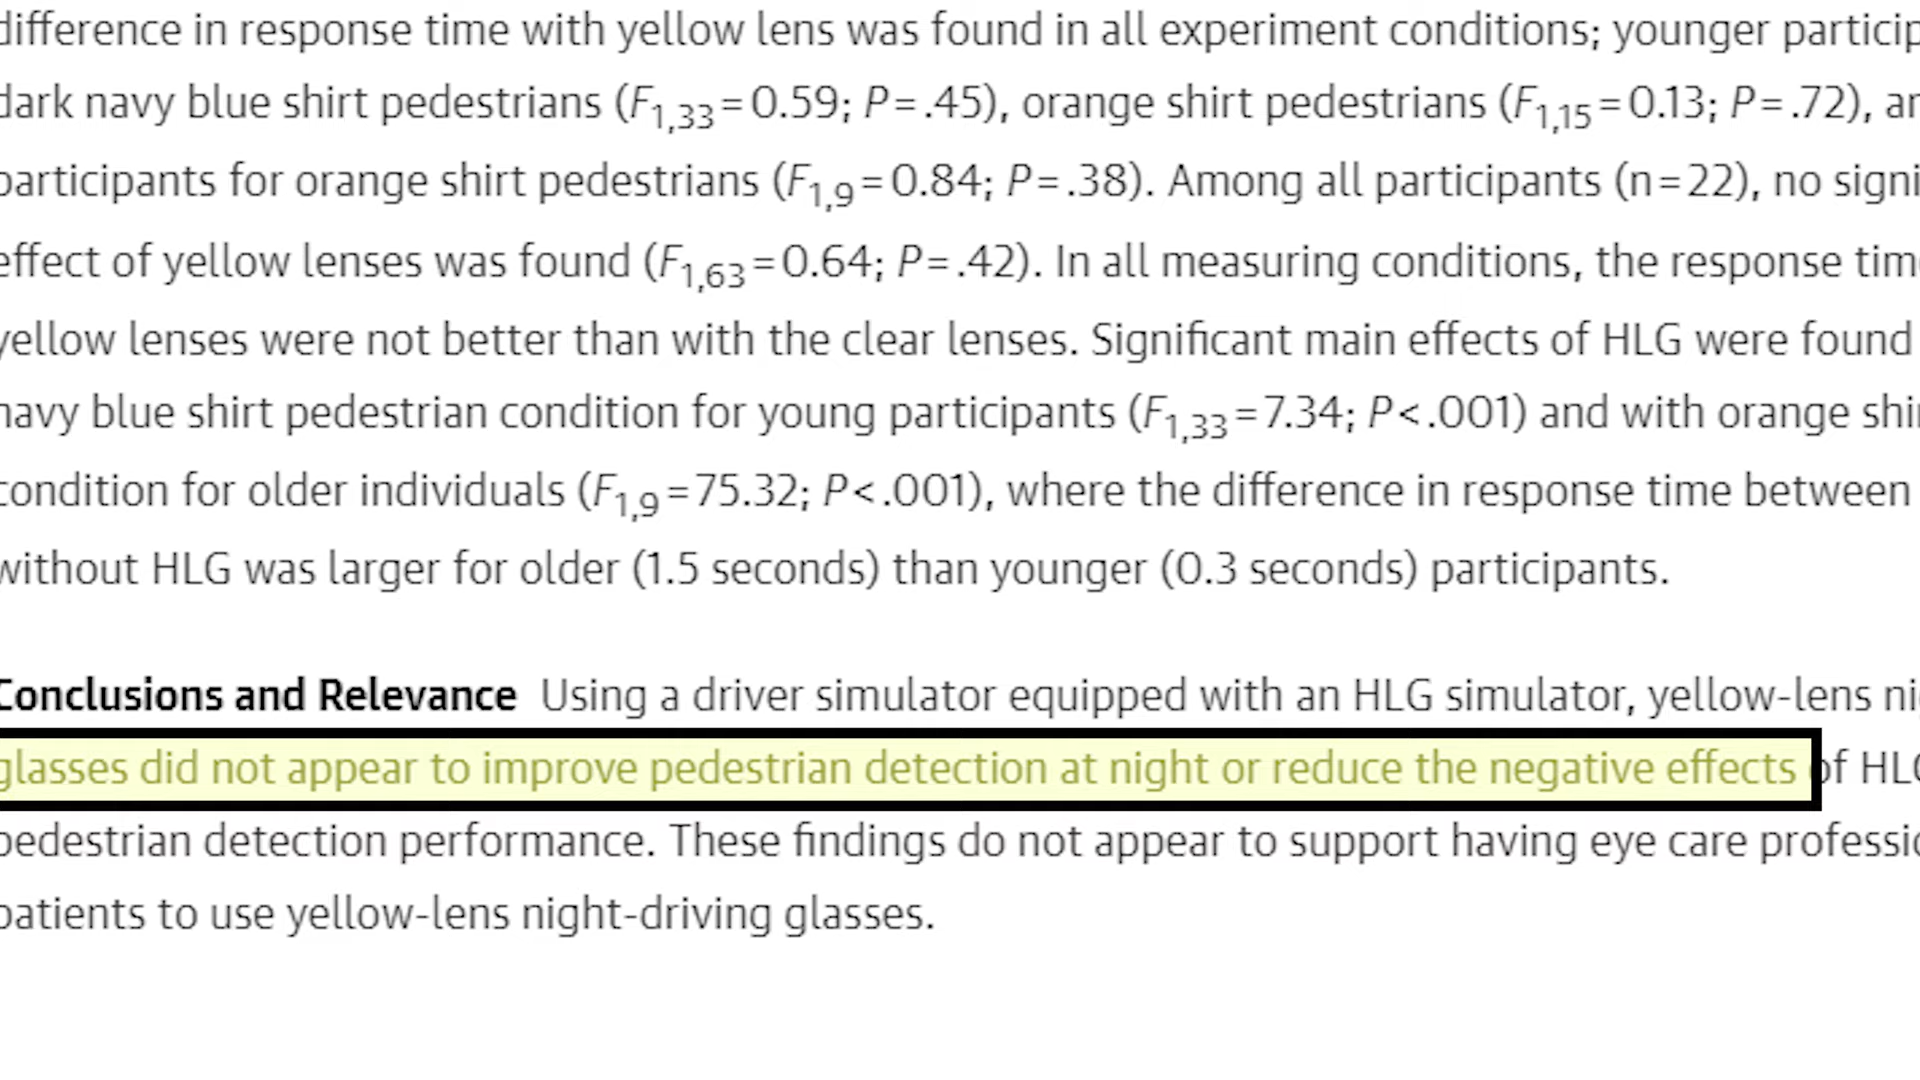 difference in response time with yellow lens was found in all experiment conditions; younger
dark navy blue shirt pedestrians (F1,33 = 0.59; P = .45), orange shirt pedestrians (F1,15 = 0.13; P = .72),
participants for orange shirt pedestrians (F1,9 = 0.84; P = .38). Among all participants (n = 22), no
effect of yellow lenses was found (F1,63 = 0.64; P = .42). In all measuring conditions, the response
yellow lenses were not better than with the clear lenses. Significant main effects of HLG were found
navy blue shirt pedestrian condition for young participants (F1,33 = 7.34; P < .001) and with orange
condition for older individuals (F1,9 = 75.32; P < .001), where the difference in response time between
without HLG was larger for older (1.5 seconds) than younger (0.3 seconds) participants.
Conclusions and Relevance Using a driver simulator equipped with an HLG simulator, yellow-lens
glasses did not appear to improve pedestrian detection at night or reduce the negative effects of
pedestrian detection performance. These findings do not appear to support having eye care
patients to use yellow-lens night-driving glasses.